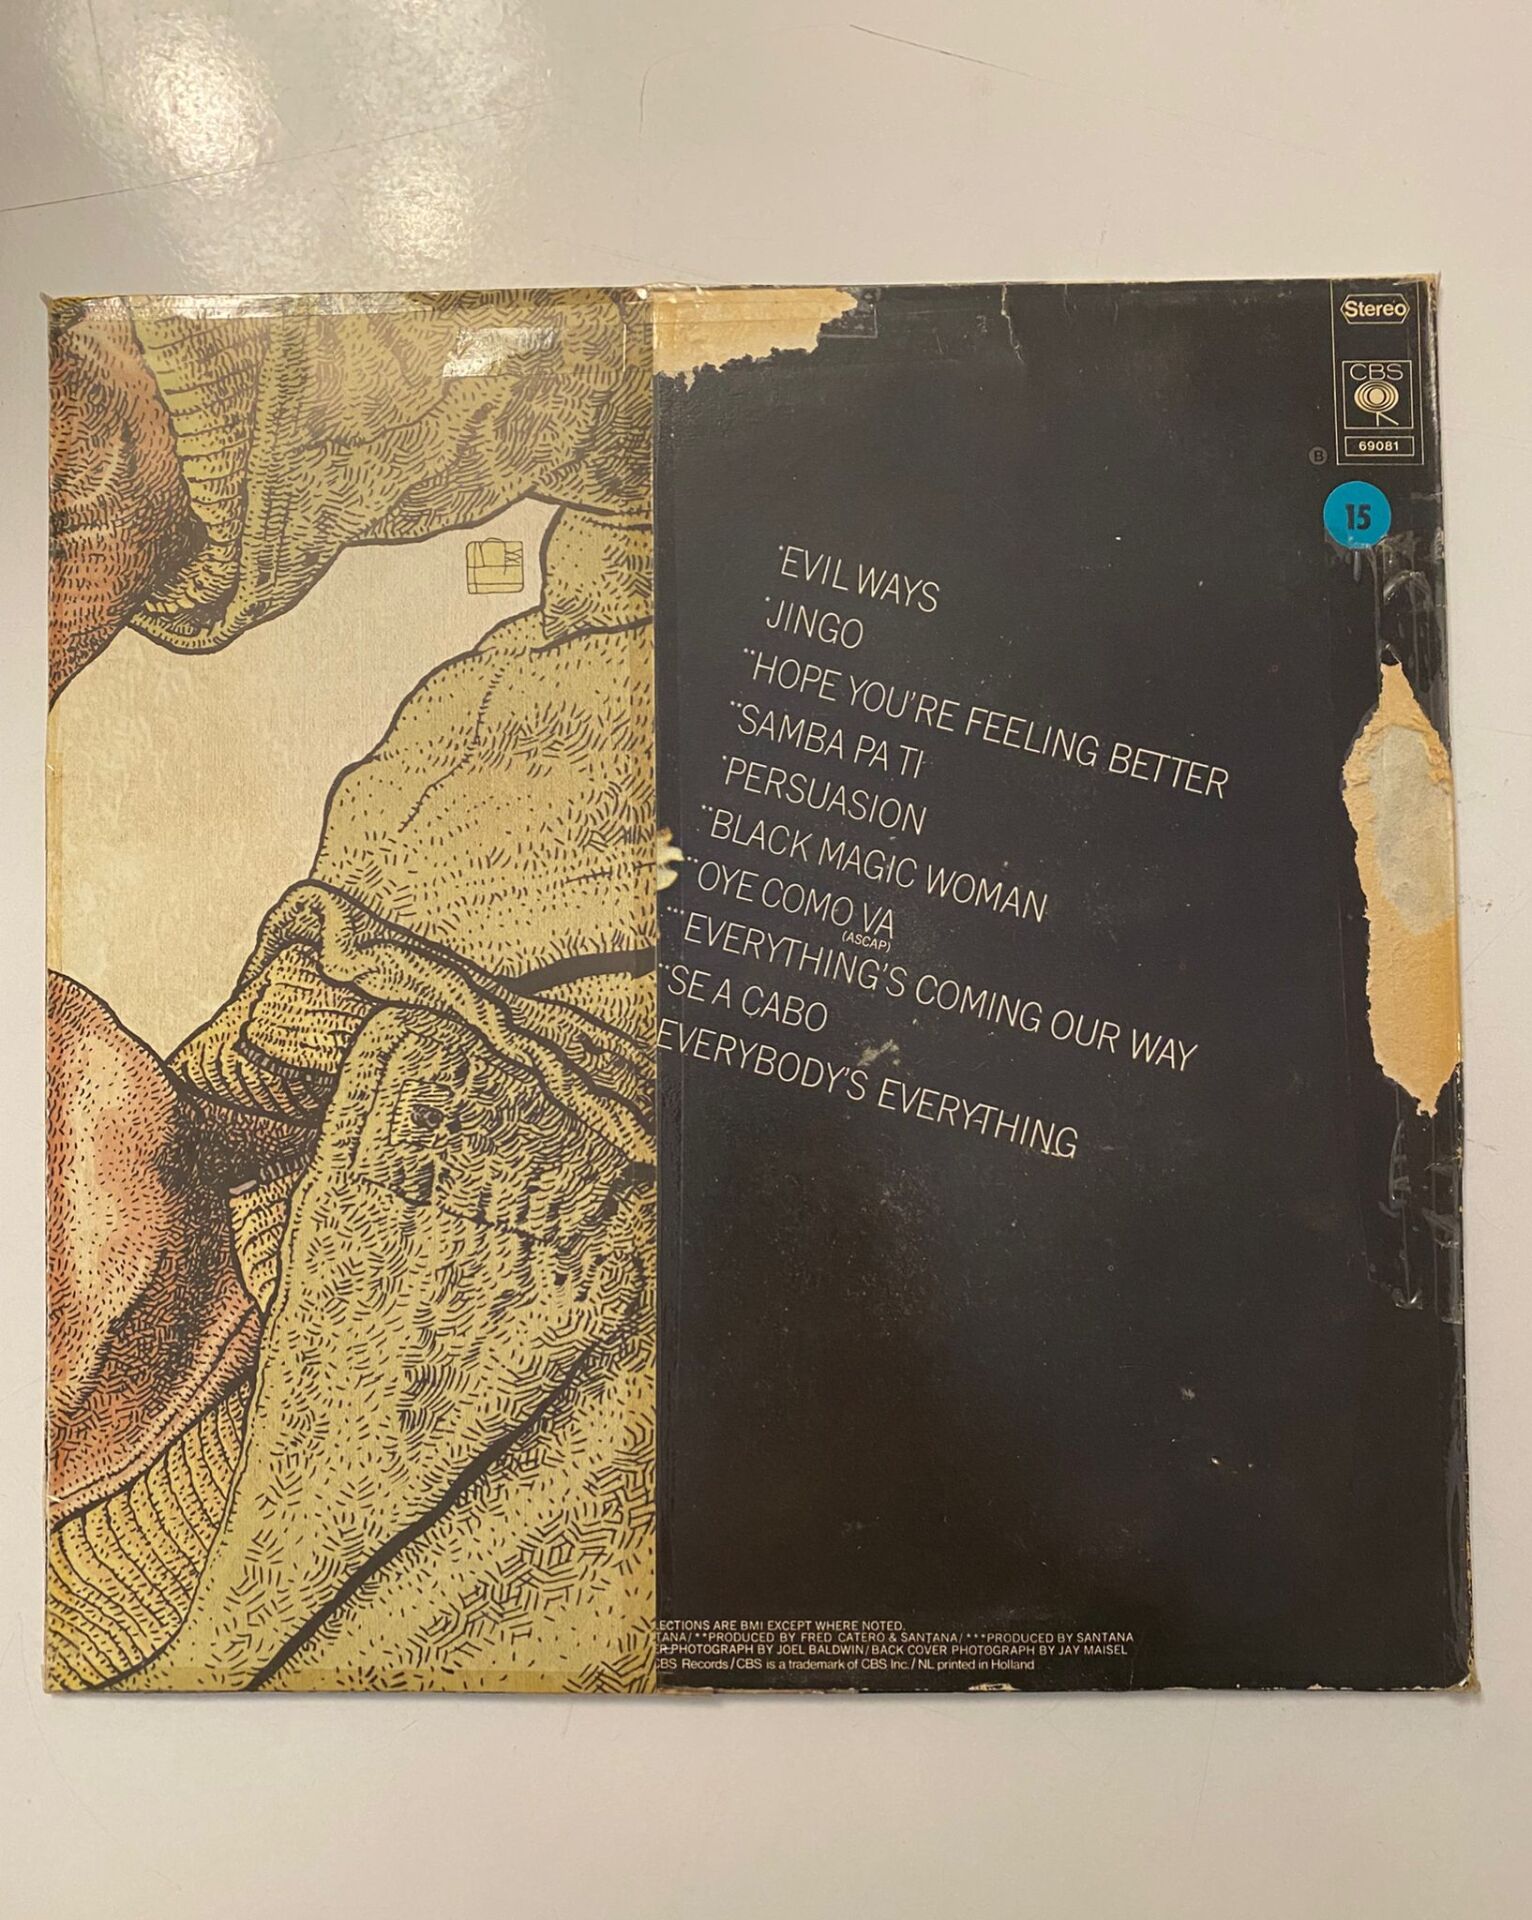 Stereo
CBS
69081
B
15
*EVIL WAYS
*JINGO
**HOPE YOU'RE FEELING BETTER
**SAMBA PA TI
*PERSUASION
**BLACK MAGIC WOMAN
**OYE COMO VA
(ASCAP)
***EVERYTHING'S COMING OUR WAY
**SE A CABO
EVERYBODY'S EVERYTHING
LECTIONS ARE BMI EXCEPT WHERE NOTED.
TANA/**PRODUCED BY FRED CATERO & SANTANA/***PRODUCED BY SANTANA
R PHOTOGRAPH BY JOEL BALDWIN/BACK COVER PHOTOGRAPH BY JAY MAISEL
CBS Records/CBS is a trademark of CBS Inc./NL printed in Holland